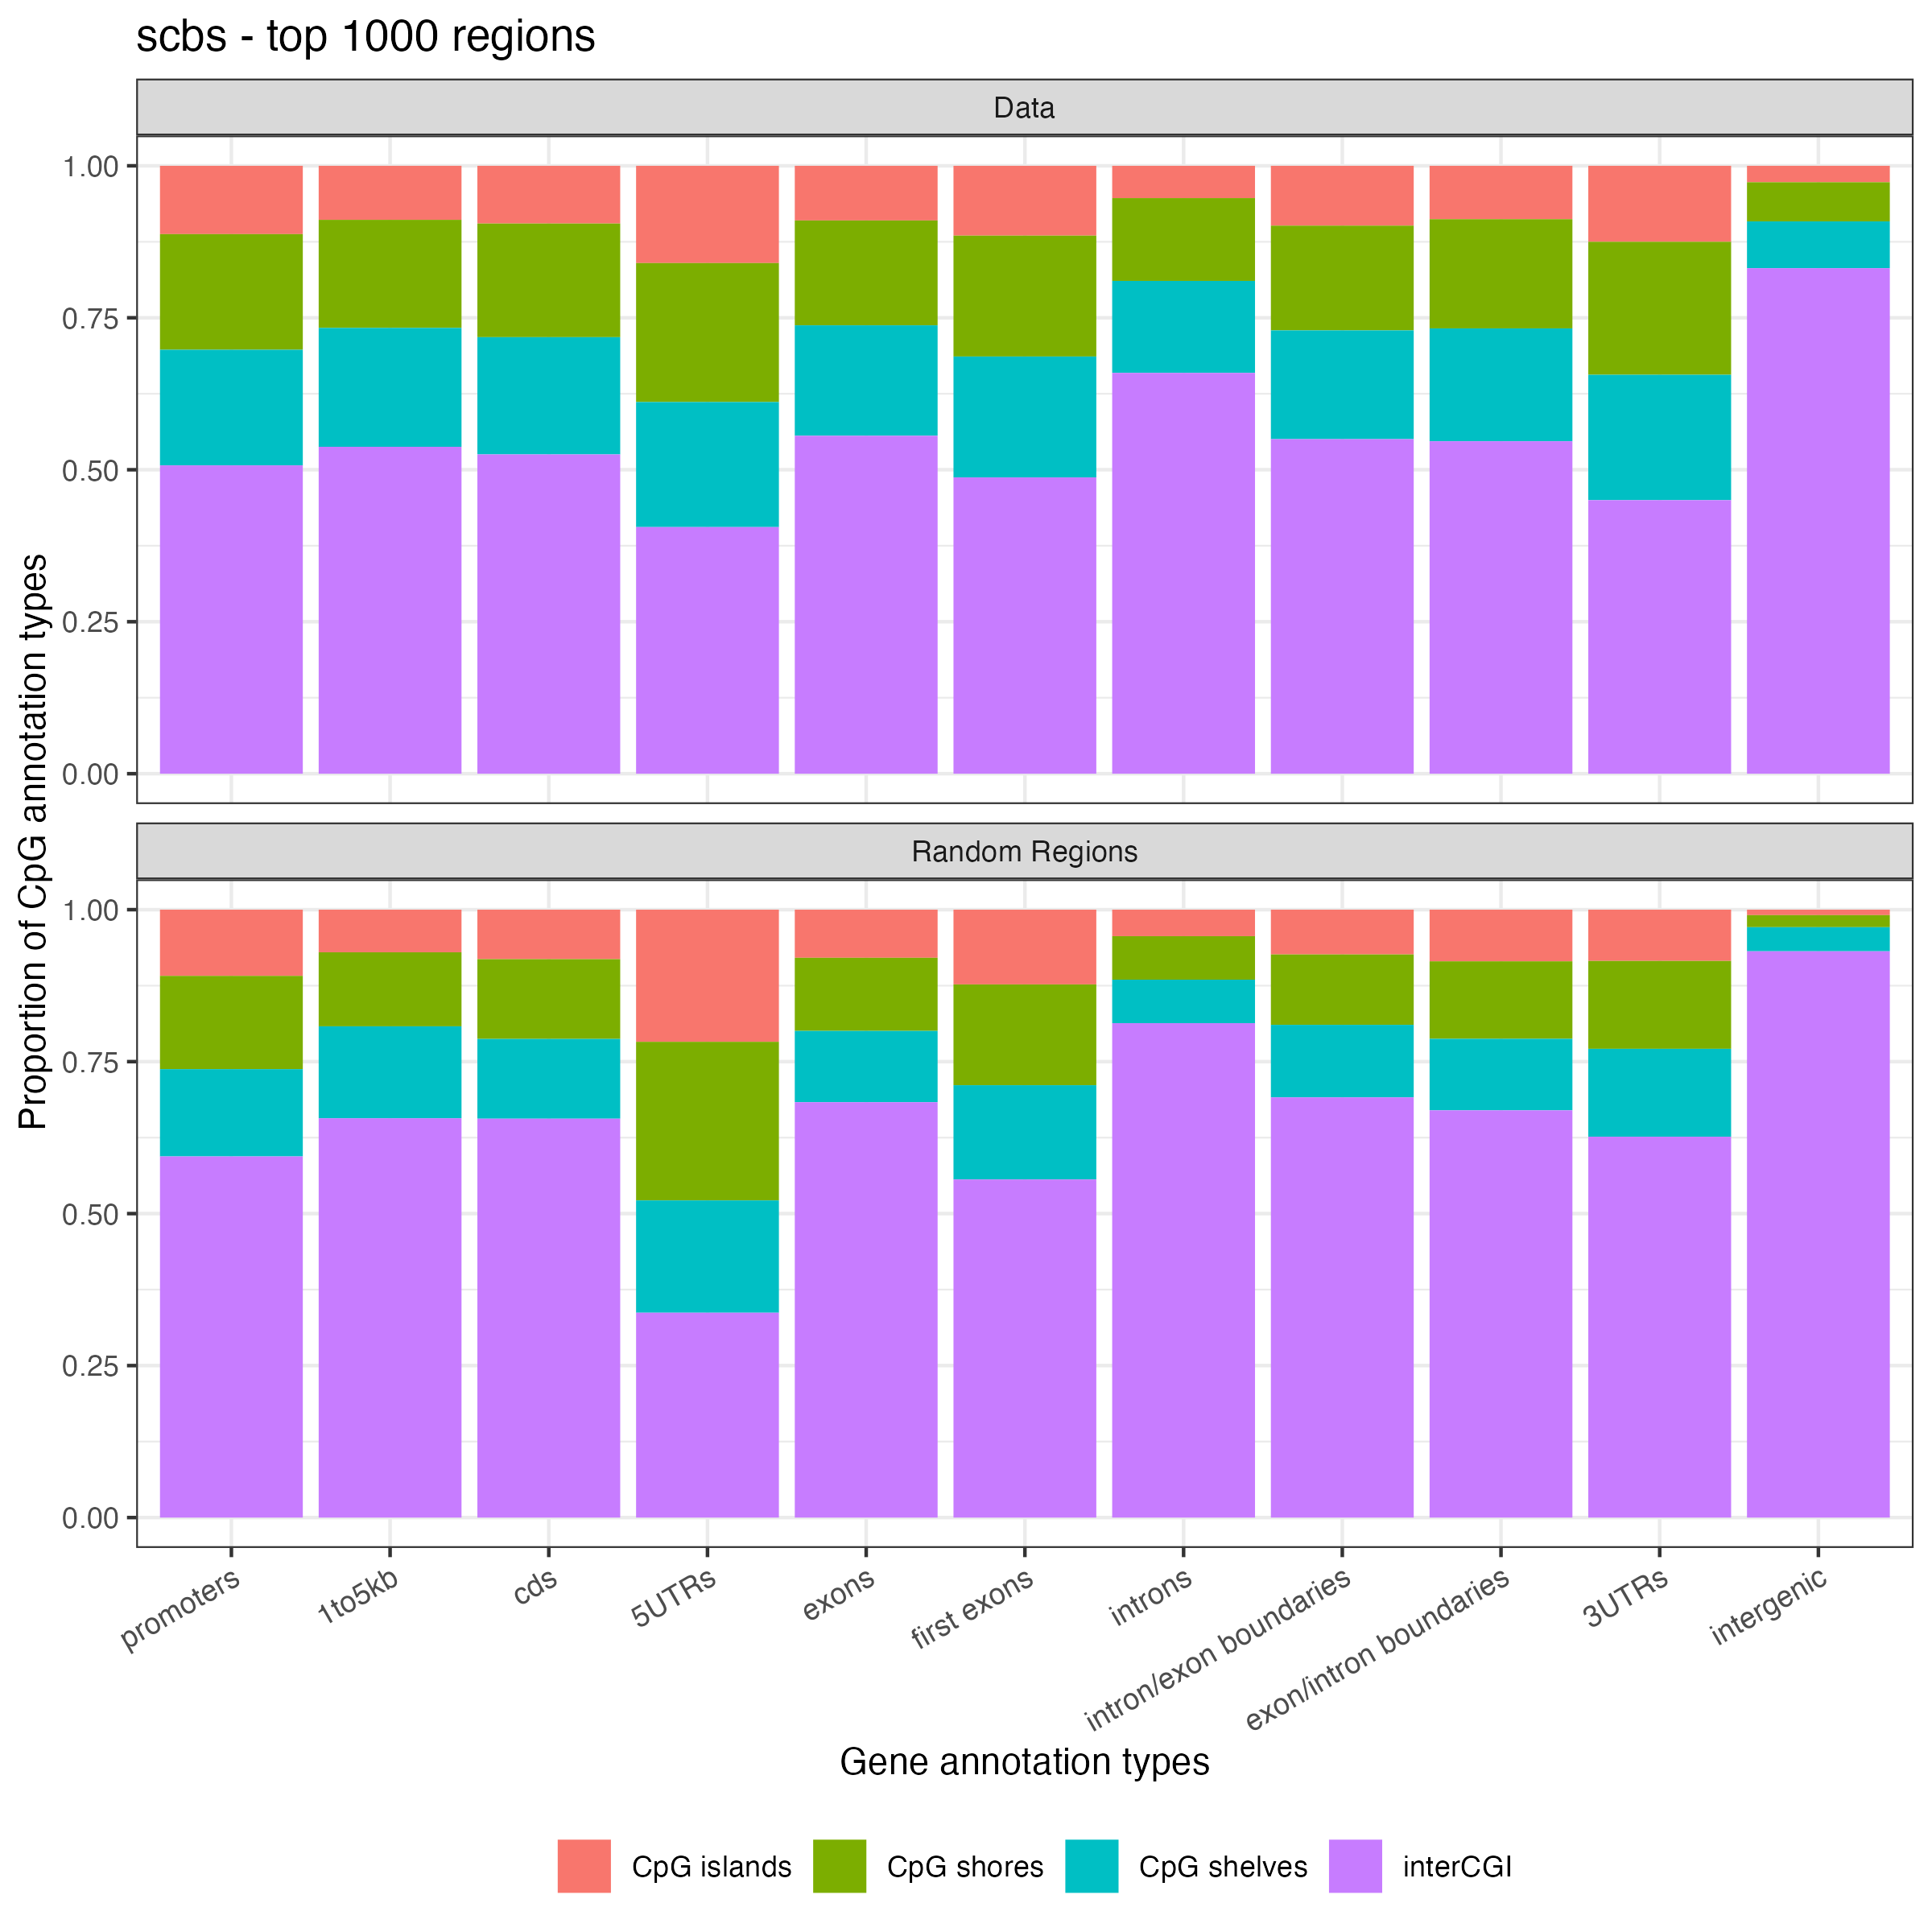 scbs - top 1000 regions
Data
1.00
0.75
0.50
0.25
0.00
Random Regions
1.00
0.75
0.50
0.25
0.00
Proportion of CpG annotation types
promoters
1to5kb
cds
5UTRs
exons
first exons
introns
intron/exon boundaries
exon/intron boundaries
3UTRs
intergenic
Gene annotation types
CpG islands
CpG shores
CpG shelves
interCGI